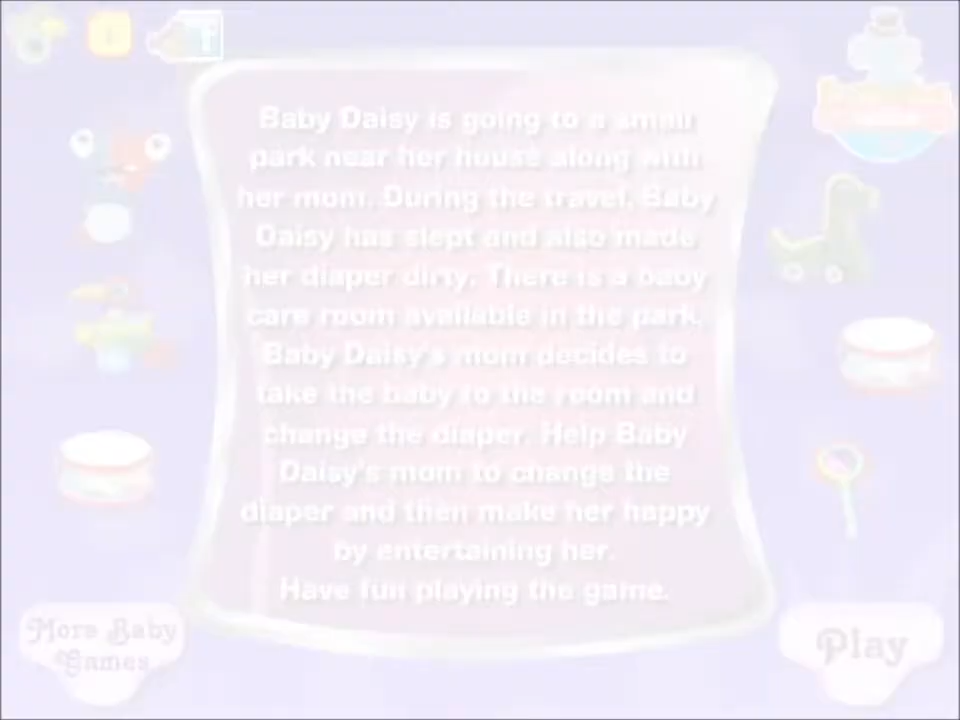 Baby Daisy is going to a small
park near her house along with
her mom. During the travel, Baby
Daisy has slept and also made
her diaper dirty. There is a baby
care room available in the park.
Baby Daisy's mom decides to
take the baby to the room and
change the diaper. Help Baby
Daisy's mom to change the
diaper and then make her happy
by entertaining her.
Have fun playing the game.
More Baby
Games
Play